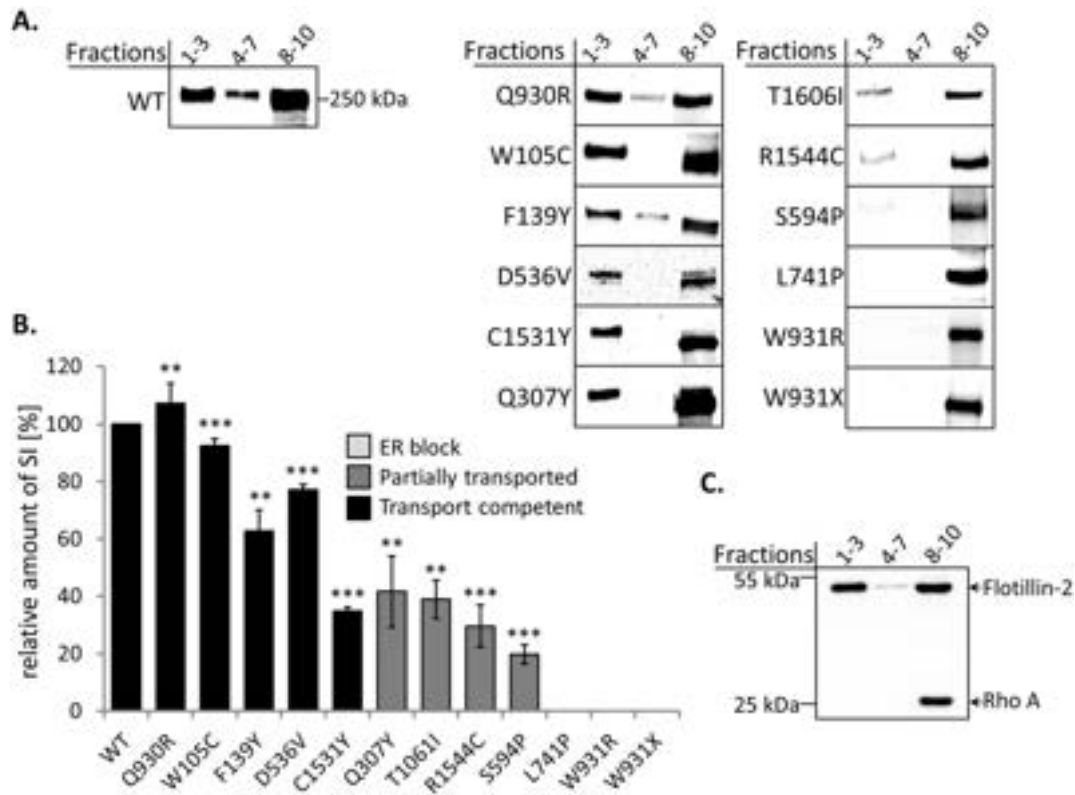 A.
Fractions 1-3 4-7 8-10
WT 250 kDa
Fractions 1-3 4-7 8-10
Q930R
W105C
F139Y
D536V
C1531Y
Q307Y
Fractions 1-3 4-7 8-10
T1606I
R1544C
S594P
L741P
W931R
W931X
B.
relative amount of SI [%]
120
100
80
60
40
20
0
** *** ** *** *** ** ** *** ***
ER block
Partially transported
Transport competent
WT Q930R W105C F139Y D536V C1531Y Q307Y T1061I R1544C S594P L741P W931R W931X
C.
Fractions 1-3 4-7 8-10
55 kDa Flotillin-2
25 kDa Rho A